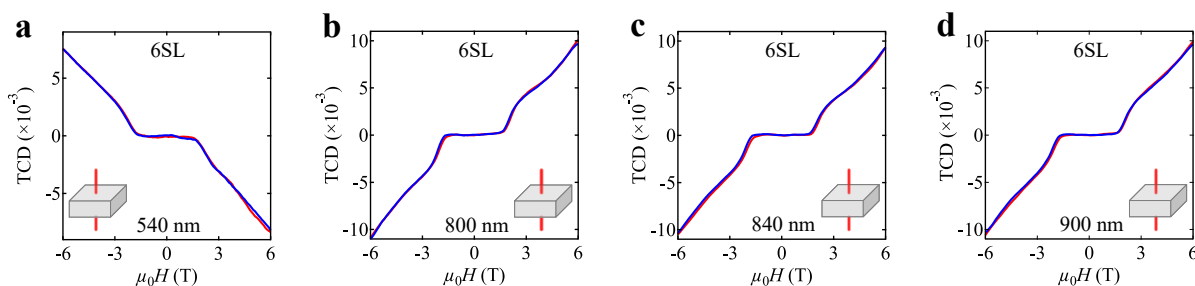 a
6SL
TCD (×10⁻³)
5
0
-5
540 nm
-6 -3 0 3 6
μ₀H (T)
b
6SL
TCD (×10⁻³)
10
5
0
-5
-10
800 nm
-6 -3 0 3 6
μ₀H (T)
c
6SL
TCD (×10⁻³)
10
5
0
-5
-10
840 nm
-6 -3 0 3 6
μ₀H (T)
d
6SL
TCD (×10⁻³)
10
5
0
-5
-10
900 nm
-6 -3 0 3 6
μ₀H (T)